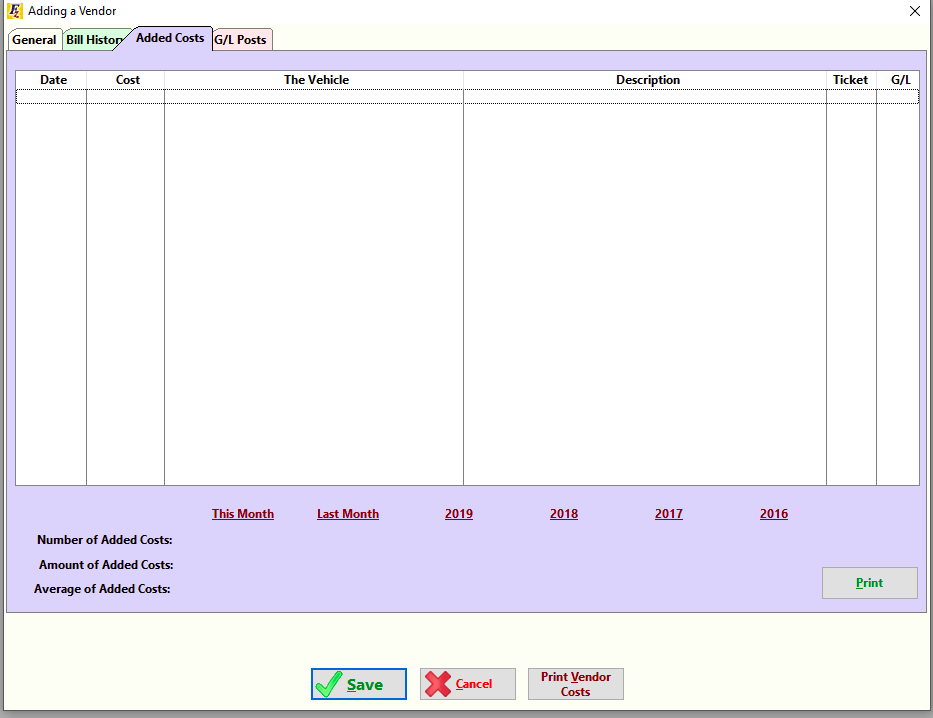 Adding a Vendor
General Bill History Added Costs G/L Posts
Date Cost The Vehicle Description Ticket G/L
This Month Last Month 2019 2018 2017 2016
Number of Added Costs:
Amount of Added Costs:
Average of Added Costs:
Print
Save Cancel Print Vendor
Costs